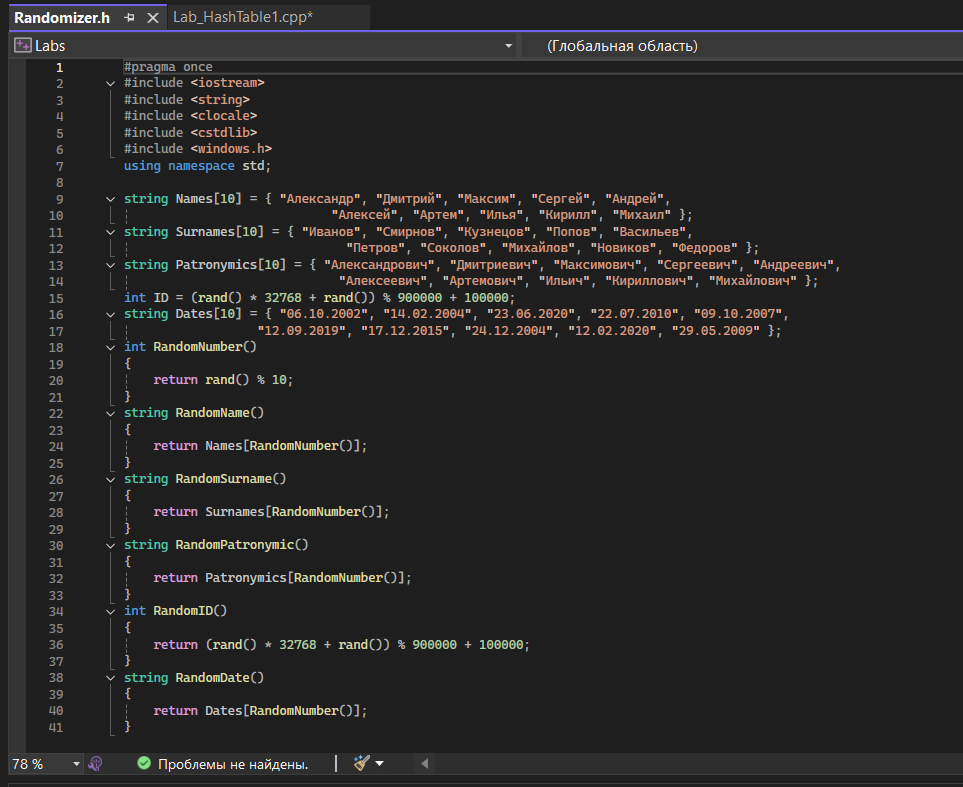 Randomizer.h Lab_HashTable1.cpp*
Labs (Глобальная область)
1 #pragma once
2 #include <iostream>
3 #include <string>
4 #include <clocale>
5 #include <cstdlib>
6 #include <windows.h>
7 using namespace std;
8
9 string Names[10] = { "Александр", "Дмитрий", "Максим", "Сергей", "Андрей",
10 "Алексей", "Артем", "Илья", "Кирилл", "Михаил" };
11 string Surnames[10] = { "Иванов", "Смирнов", "Кузнецов", "Попов", "Васильев",
12 "Петров", "Соколов", "Михайлов", "Новиков", "Федоров" };
13 string Patronymics[10] = { "Александрович", "Дмитриевич", "Максимович", "Сергеевич", "Андреевич",
14 "Алексеевич", "Артемович", "Ильич", "Кириллович", "Михайлович" };
15 int ID = (rand() * 32768 + rand()) % 900000 + 100000;
16 string Dates[10] = { "06.10.2002", "14.02.2004", "23.06.2020", "22.07.2010", "09.10.2007",
17 "12.09.2019", "17.12.2015", "24.12.2004", "12.02.2020", "29.05.2009" };
18 int RandomNumber()
19 {
20 return rand() % 10;
21 }
22 string RandomName()
23 {
24 return Names[RandomNumber()];
25 }
26 string RandomSurname()
27 {
28 return Surnames[RandomNumber()];
29 }
30 string RandomPatronymic()
31 {
32 return Patronymics[RandomNumber()];
33 }
34 int RandomID()
35 {
36 return (rand() * 32768 + rand()) % 900000 + 100000;
37 }
38 string RandomDate()
39 {
40 return Dates[RandomNumber()];
41 }
78 % Проблемы не найдены.